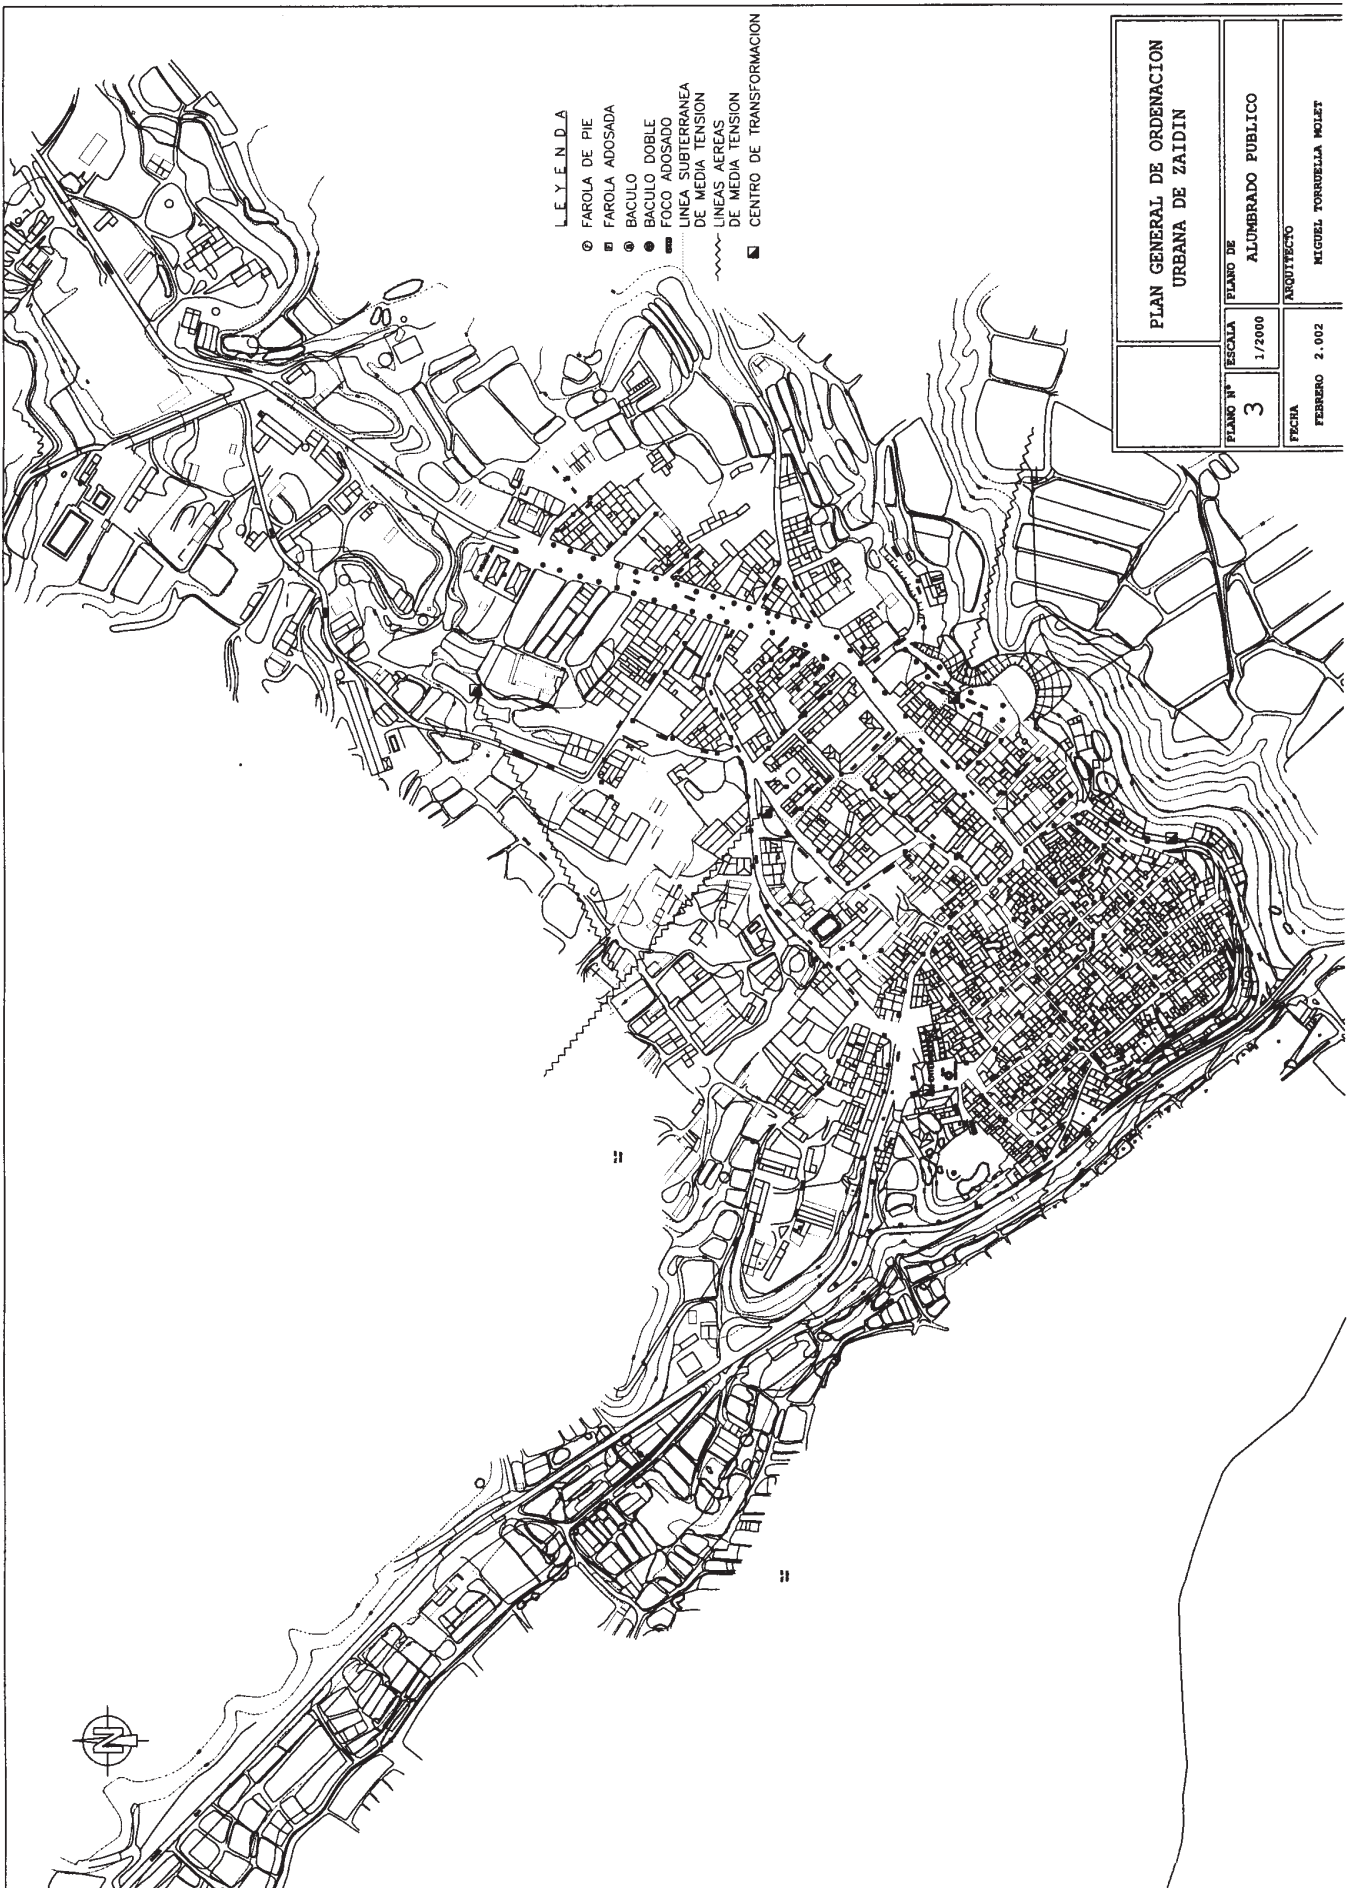 L E Y E N D A
FAROLA DE PIE
FAROLA ADOSADA
BACULO
BACULO DOBLE
FOCO ADOSADO
LINEA SUBTERRANEA
DE MEDIA TENSION
LINEAS AEREAS
DE MEDIA TENSION
CENTRO DE TRANSFORMACION
PLAN GENERAL DE ORDENACION
URBANA DE ZAIDIN
PLANO Nº
3
ESCALA
1/2000
PLANO DE
ALUMBRADO PUBLICO
FECHA
FEBRERO 2.002
ARQUITECTO
MIGUEL TORRUELLA MOLET
N